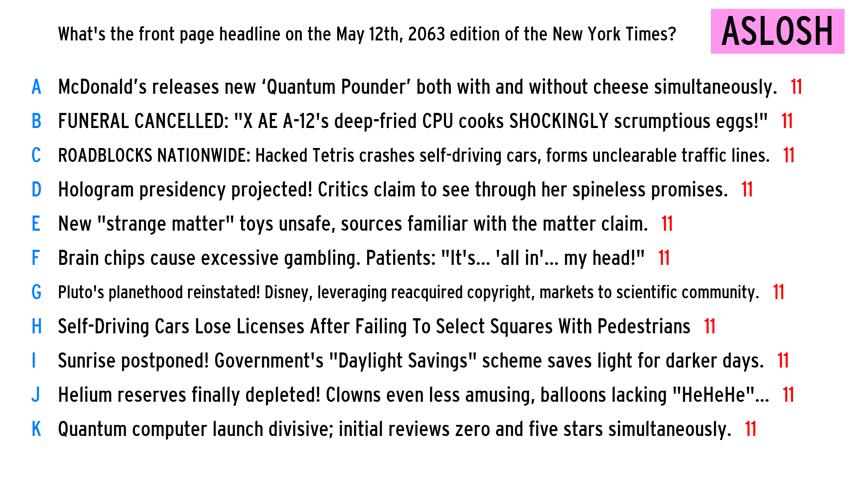 What's the front page headline on the May 12th, 2063 edition of the New York Times? ASLOSH
A McDonald’s releases new ‘Quantum Pounder’ both with and without cheese simultaneously. 11
B FUNERAL CANCELLED: "X AE A-12's deep-fried CPU cooks SHOCKINGLY scrumptious eggs!" 11
C ROADBLOCKS NATIONWIDE: Hacked Tetris crashes self-driving cars, forms unclearable traffic lines. 11
D Hologram presidency projected! Critics claim to see through her spineless promises. 11
E New "strange matter" toys unsafe, sources familiar with the matter claim. 11
F Brain chips cause excessive gambling. Patients: "It's... 'all in'... my head!" 11
G Pluto's planethood reinstated! Disney, leveraging reacquired copyright, markets to scientific community. 11
H Self-Driving Cars Lose Licenses After Failing To Select Squares With Pedestrians 11
I Sunrise postponed! Government's "Daylight Savings" scheme saves light for darker days. 11
J Helium reserves finally depleted! Clowns even less amusing, balloons lacking "HeHeHe"... 11
K Quantum computer launch divisive; initial reviews zero and five stars simultaneously. 11